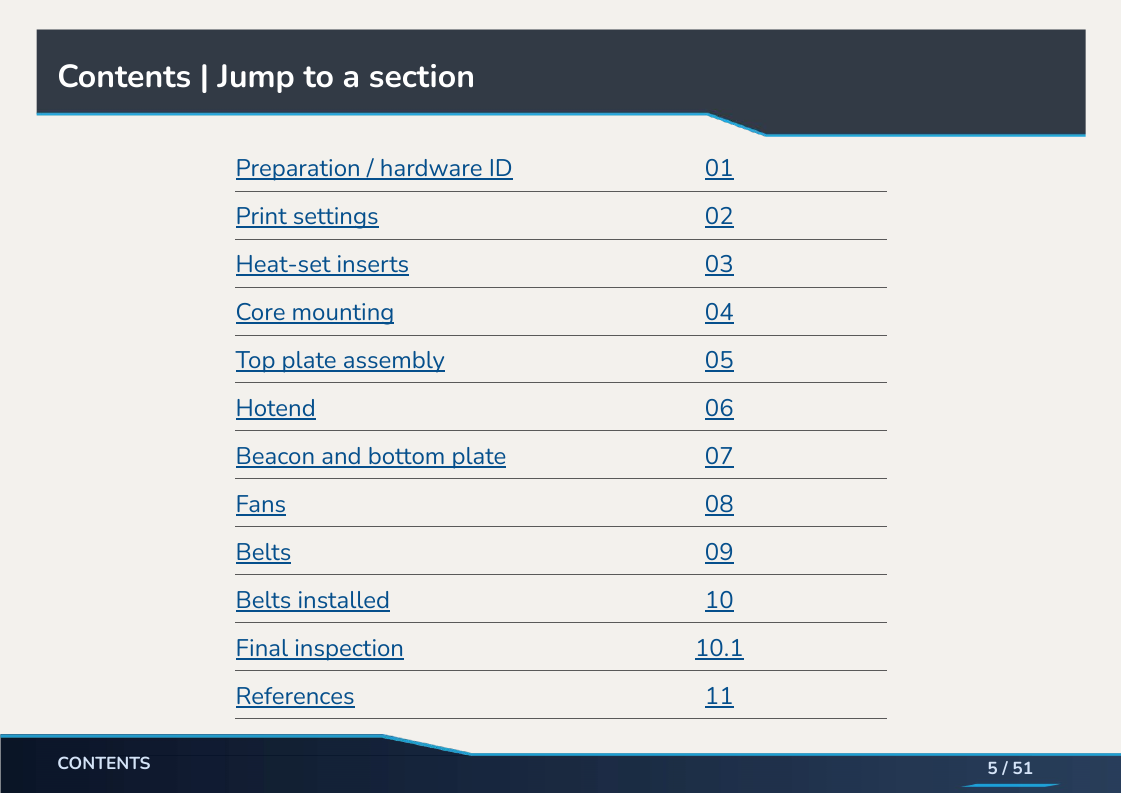 Contents | Jump to a section
Preparation / hardware ID 01
Print settings 02
Heat-set inserts 03
Core mounting 04
Top plate assembly 05
Hotend 06
Beacon and bottom plate 07
Fans 08
Belts 09
Belts installed 10
Final inspection 10.1
References 11
CONTENTS
5 / 51